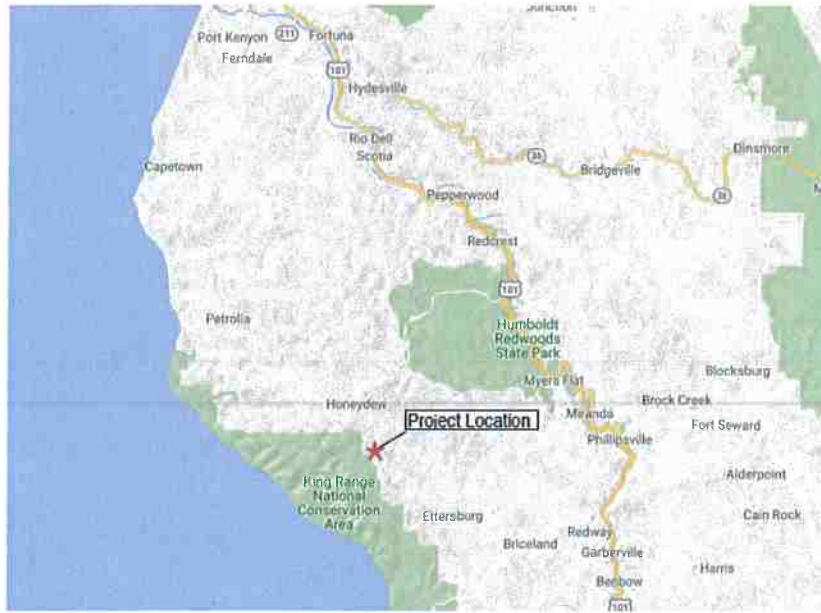 Junction
Port Kenyon
211
Fortuna
Ferndale
101
Hydesville
Rio Dell
Scotia
36
Dinsmore
Bridgeville
Capetown
Pepperwood
36
Redcrest
101
Petrolia
Humboldt
Redwoods
State Park
Myers Flat
Blocksburg
Honeydew
Brock Creek
Project Location
Miranda
Fort Seward
Phillipsville
Alderpoint
King Range
National
Conservation
Area
Ettersburg
Cain Rock
Redway
Briceland
Garberville
Harris
Benbow
101